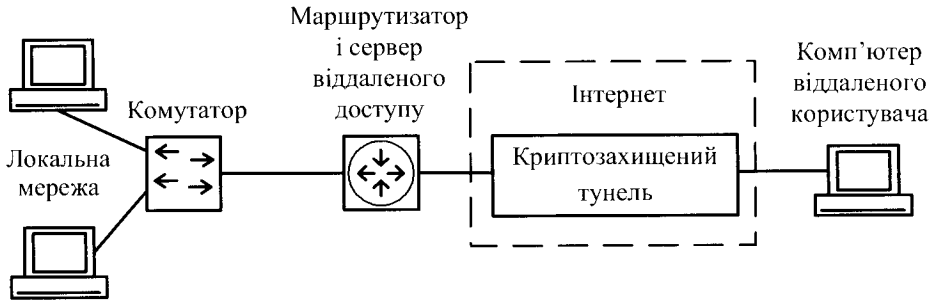 Маршрутизатор
і сервер
віддаленого
доступу
Комутатор
Локальна
мережа
Інтернет
Криптозахищений
тунель
Комп’ютер
віддаленого
користувача